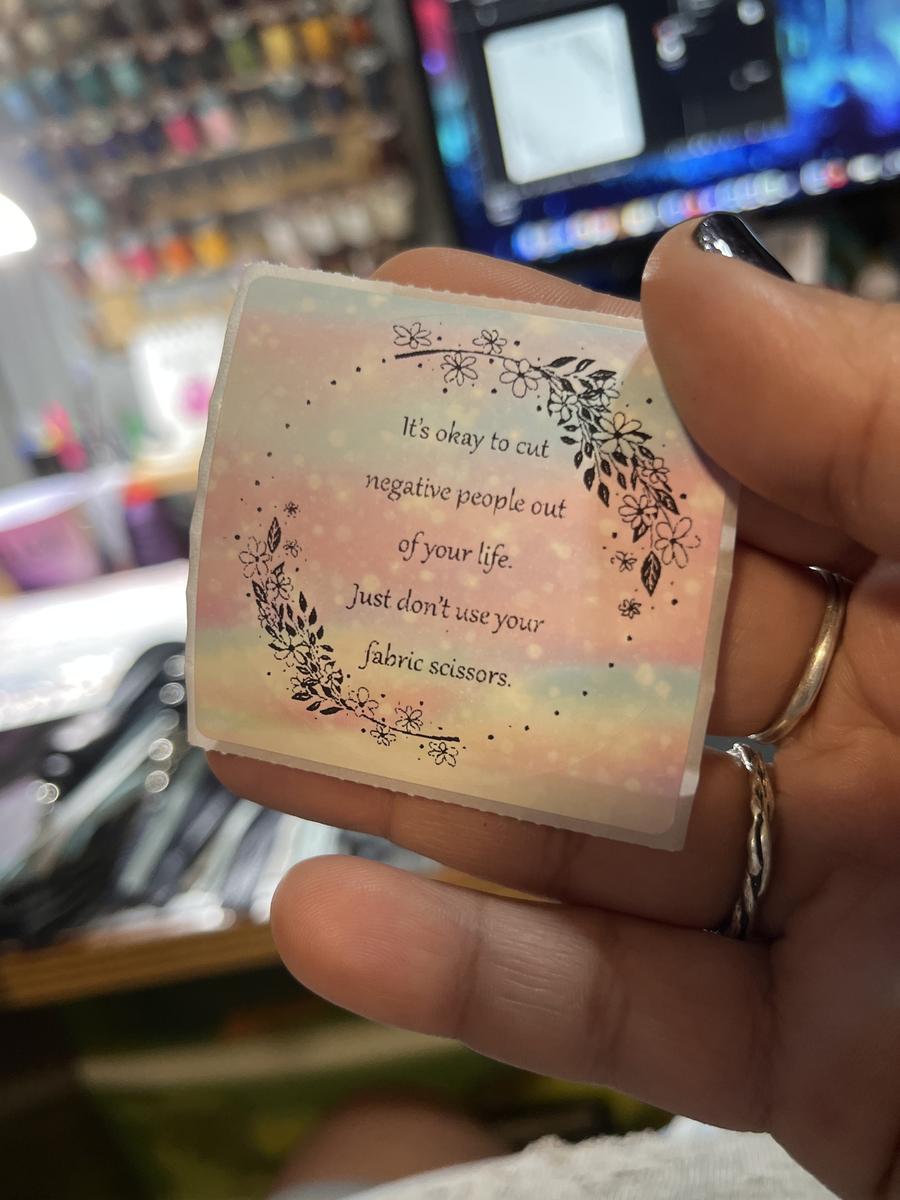 It's okay to cut
negative people out
of your life.
Just don't use your
fabric scissors.